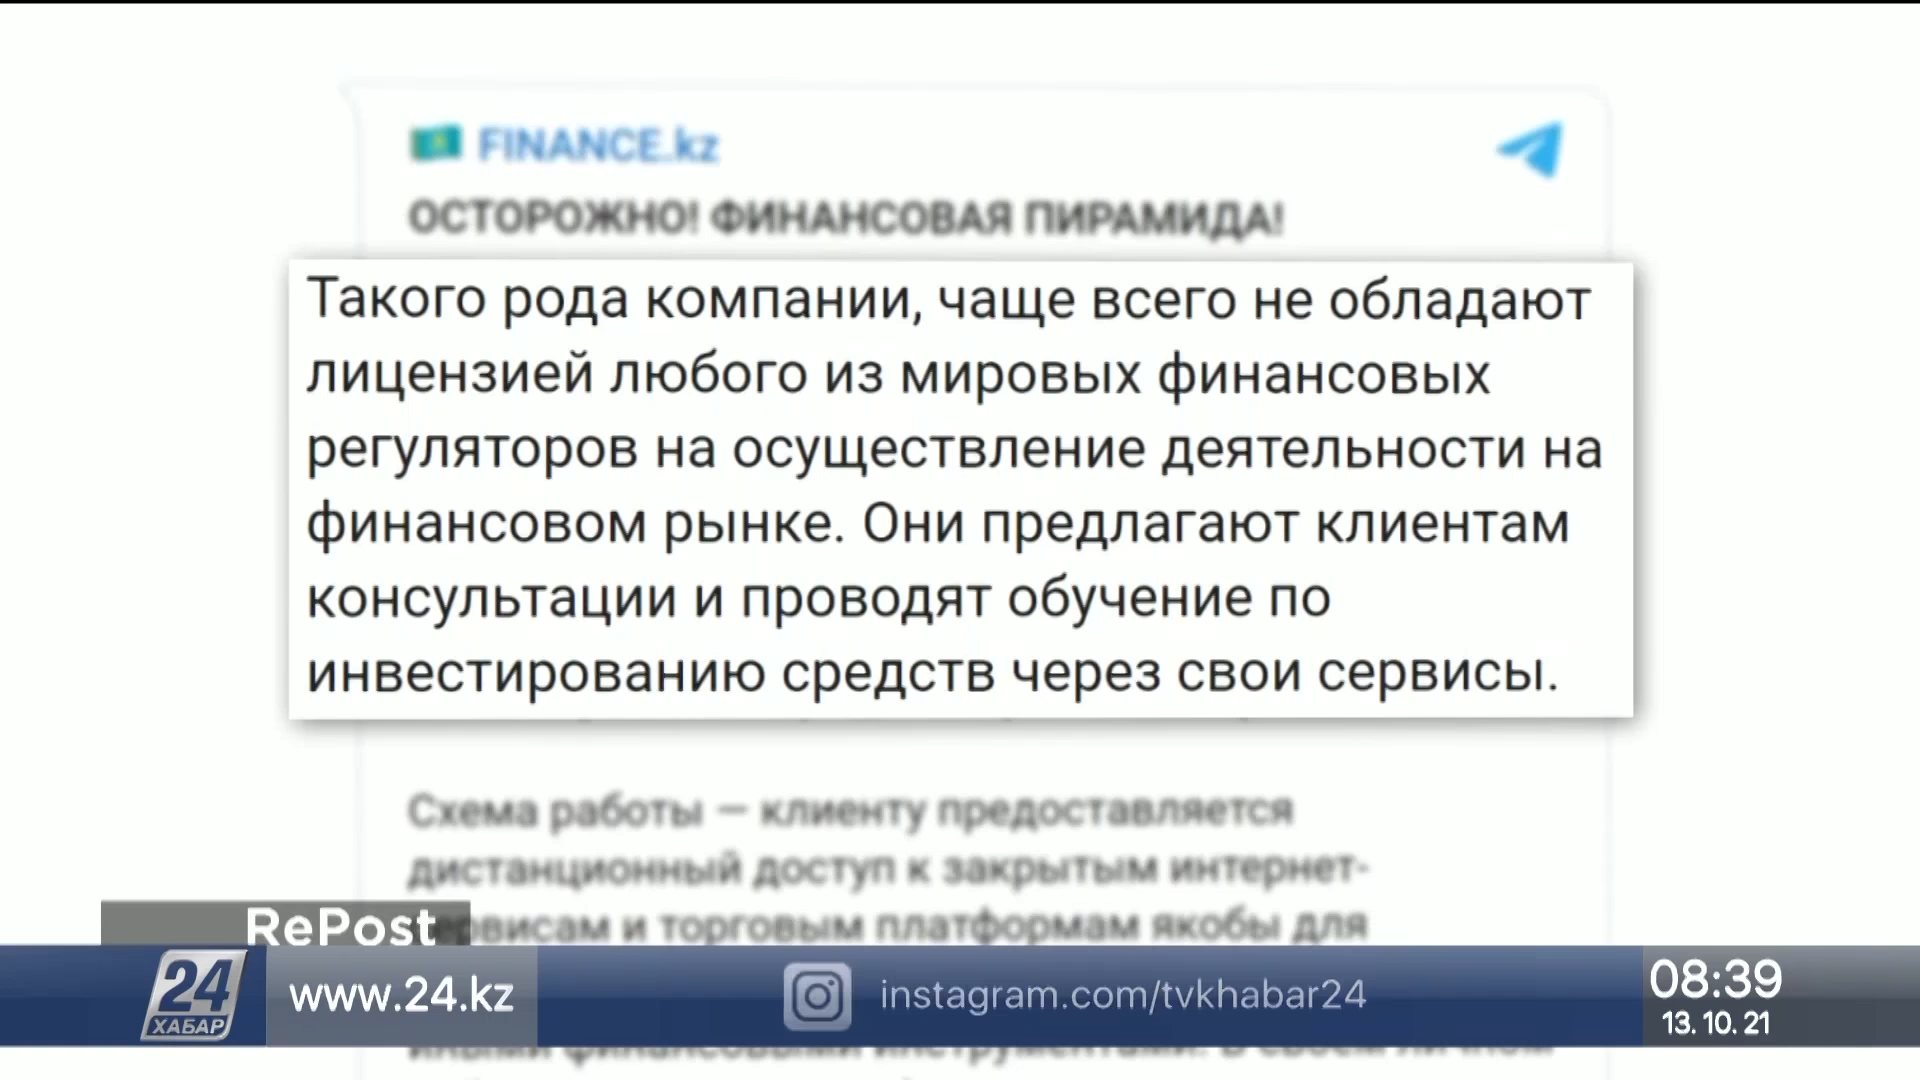 FINANCE.kz
ОСТОРОЖНО! ФИНАНСОВАЯ ПИРАМИДА!
Такого рода компании, чаще всего не обладают
лицензией любого из мировых финансовых
регуляторов на осуществление деятельности на
финансовом рынке. Они предлагают клиентам
консультации и проводят обучение по
инвестированию средств через свои сервисы.
Схема работы — клиенту предоставляется
дистанционный доступ к закрытым интернет-
сервисам и торговым платформам якобы для
RePost
24
ХАБАР
www.24.kz
instagram.com/tvkhabar24
08:39
13.10.21